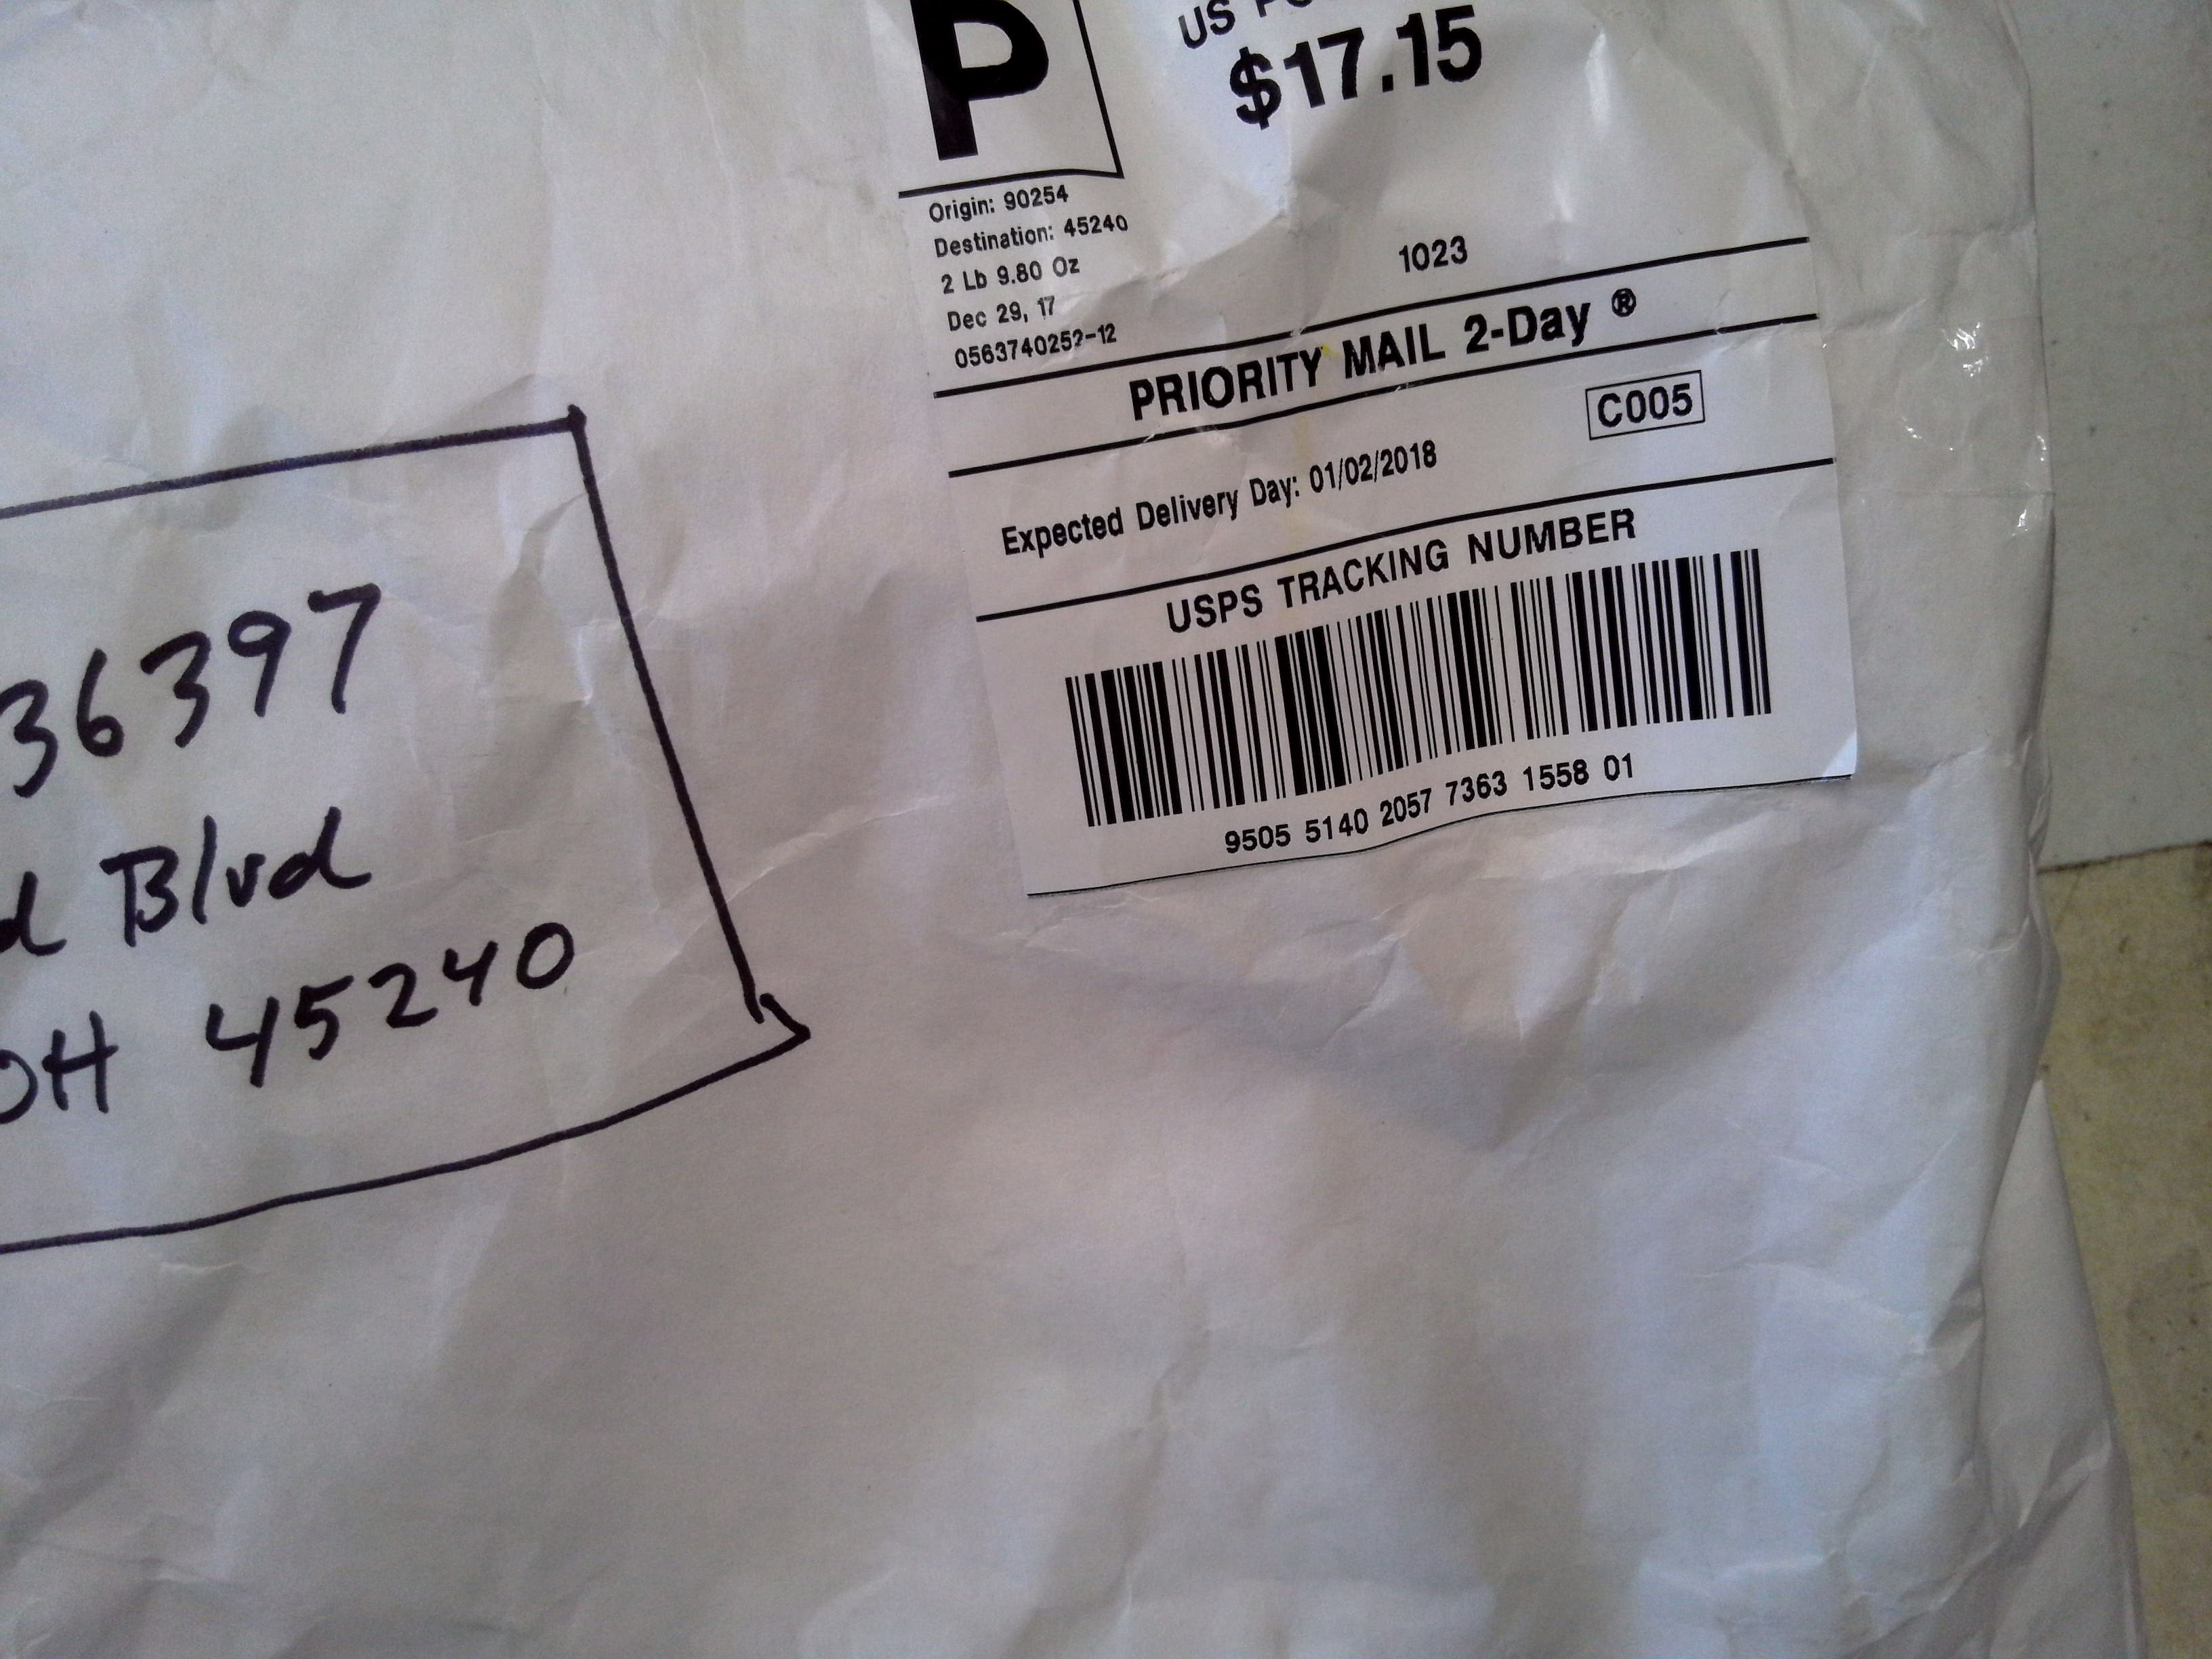 P
US
$17.15
Origin: 90254
Destination: 45240
2 Lb 9.80 Oz
Dec 29, 17
0563740252-12
1023
PRIORITY MAIL 2-Day ®
C005
Expected Delivery Day: 01/02/2018
USPS TRACKING NUMBER
9505 5140 2057 7363 1558 01
36397
d Blvd
OH 45240